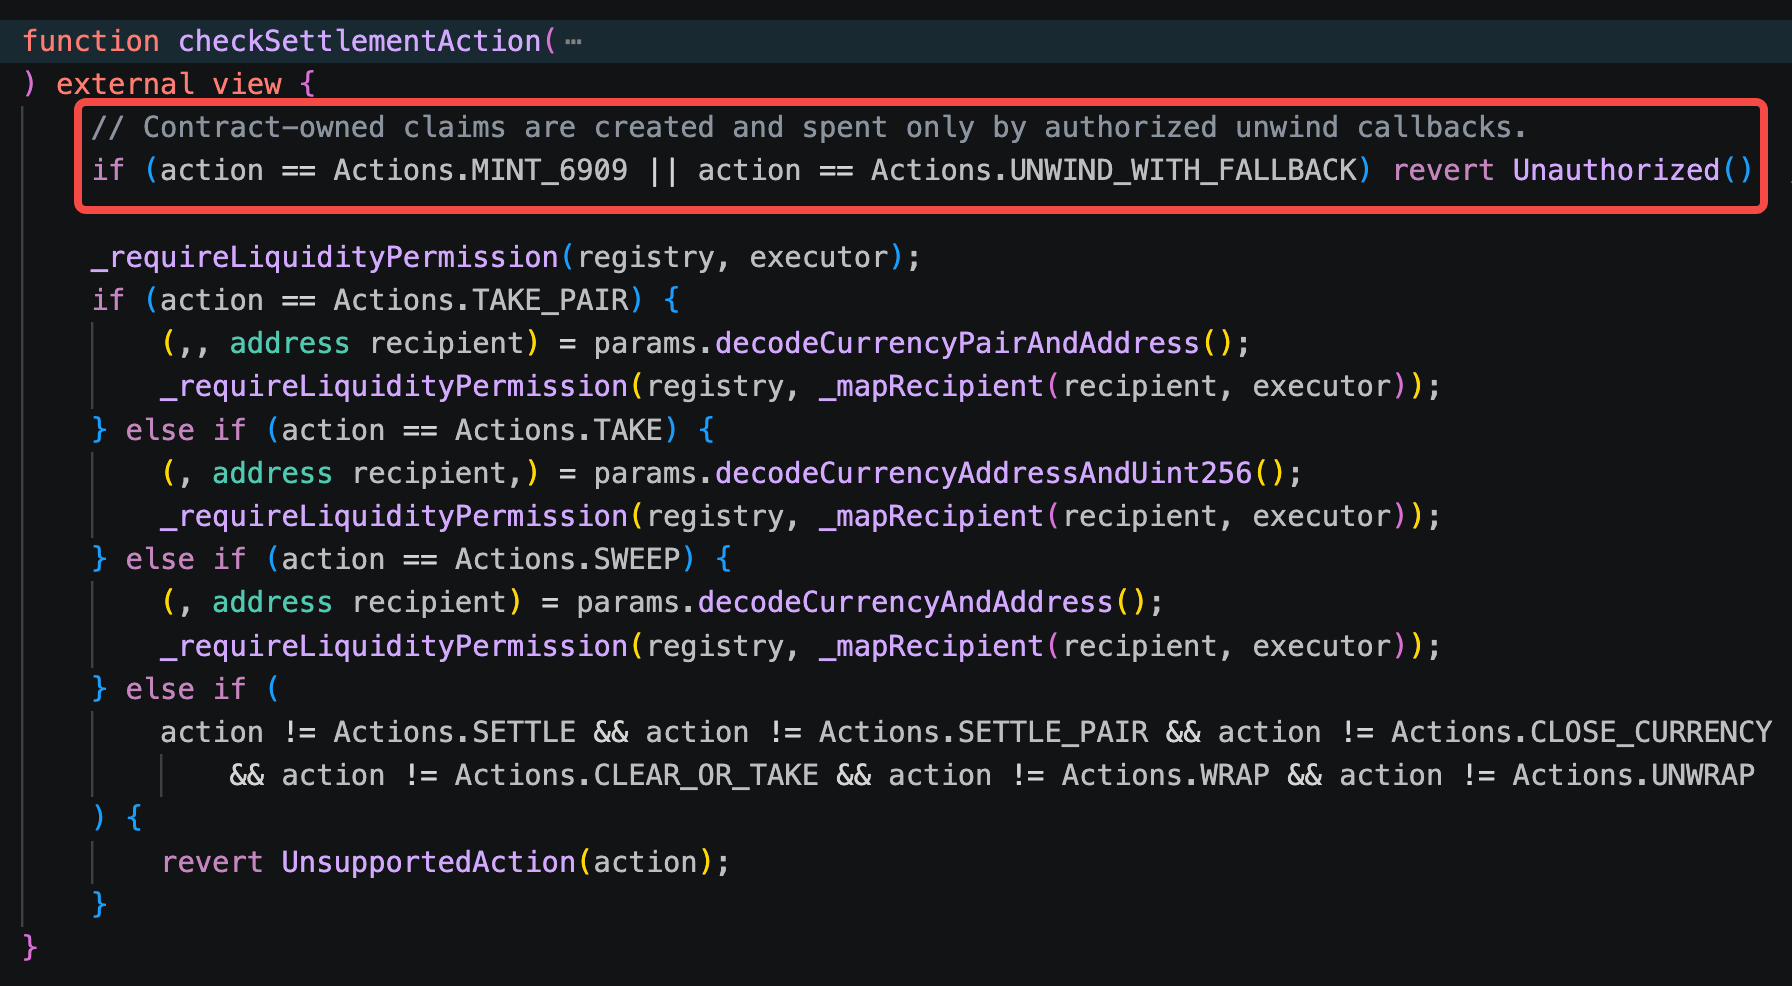 function checkSettlementAction( ⋯
) external view {
// Contract-owned claims are created and spent only by authorized unwind callbacks.
if (action == Actions.MINT_6909 || action == Actions.UNWIND_WITH_FALLBACK) revert Unauthorized()
_requireLiquidityPermission(registry, executor);
if (action == Actions.TAKE_PAIR) {
(,, address recipient) = params.decodeCurrencyPairAndAddress();
_requireLiquidityPermission(registry, _mapRecipient(recipient, executor));
} else if (action == Actions.TAKE) {
(, address recipient,) = params.decodeCurrencyAddressAndUint256();
_requireLiquidityPermission(registry, _mapRecipient(recipient, executor));
} else if (action == Actions.SWEEP) {
(, address recipient) = params.decodeCurrencyAndAddress();
_requireLiquidityPermission(registry, _mapRecipient(recipient, executor));
} else if (
action != Actions.SETTLE && action != Actions.SETTLE_PAIR && action != Actions.CLOSE_CURRENCY
&& action != Actions.CLEAR_OR_TAKE && action != Actions.WRAP && action != Actions.UNWRAP
) {
revert UnsupportedAction(action);
}
}